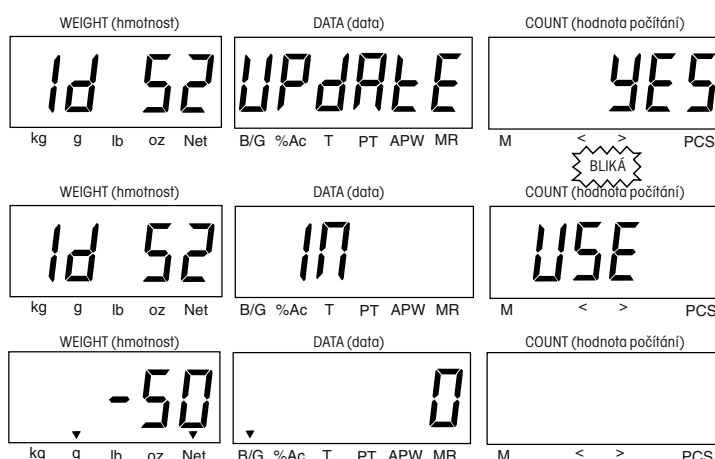 WEIGHT (hmotnost) DATA (data) COUNT (hodnota počítání)
Id 52 UPdAtE YES
kg g lb oz Net B/G %Ac T PT APW MR M < > PCS
BLIKÁ
WEIGHT (hmotnost) DATA (data) COUNT (hodnota počítání)
Id 52 In USE
kg g lb oz Net B/G %Ac T PT APW MR M < > PCS
WEIGHT (hmotnost) DATA (data) COUNT (hodnota počítání)
-50 0
kg g lb oz Net B/G %Ac T PT APW MR M < > PCS